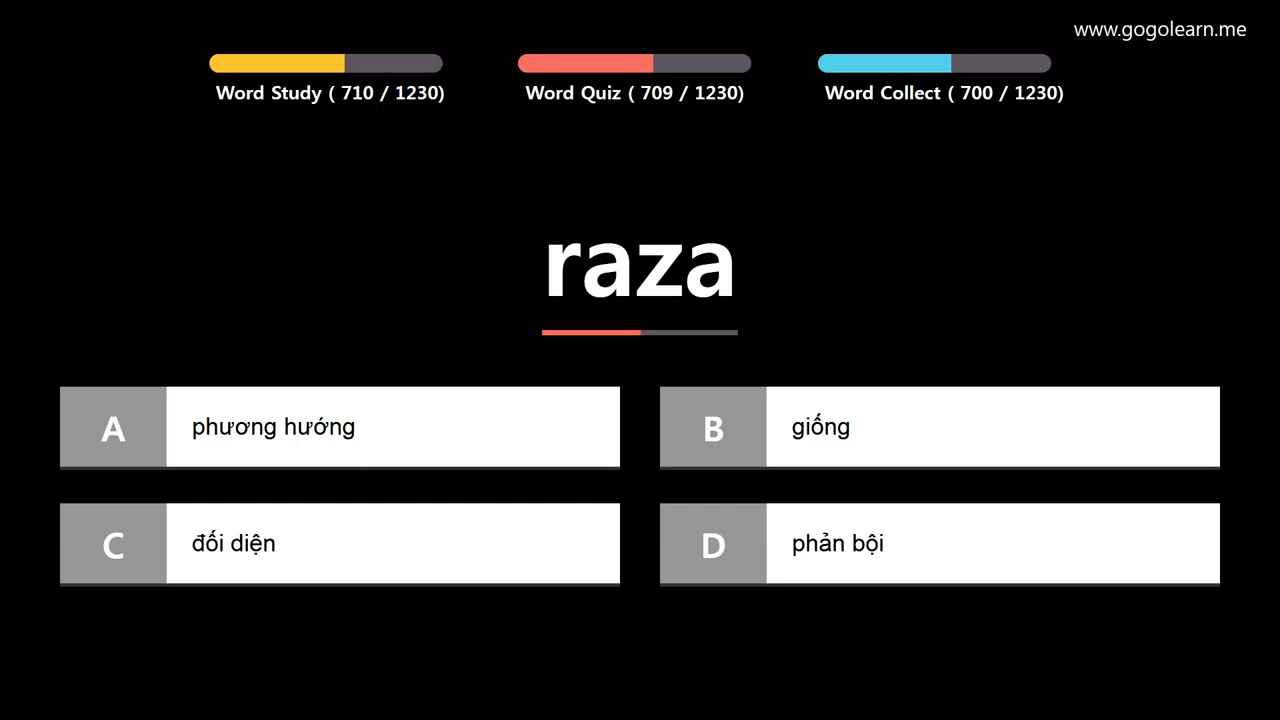 www.gogolearn.me
Word Study ( 710 / 1230)
Word Quiz ( 709 / 1230)
Word Collect ( 700 / 1230)
raza
A phương hướng
B giống
C đối diện
D phản bội